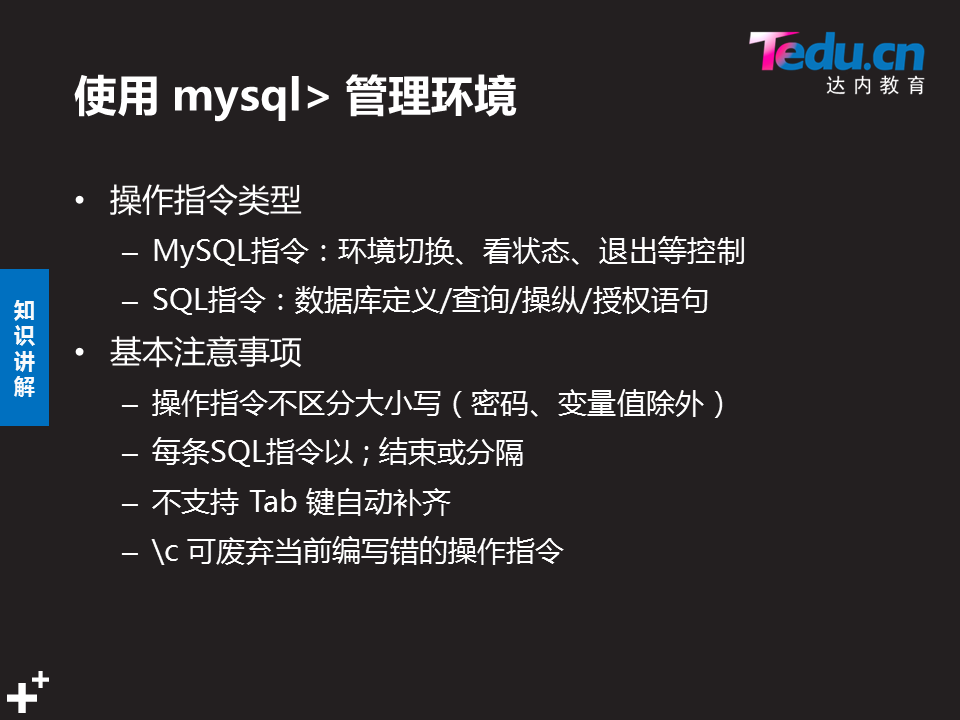 Tedu.cn
达内教育
使用 mysql> 管理环境
• 操作指令类型
– MySQL指令：环境切换、看状态、退出等控制
– SQL指令：数据库定义/查询/操纵/授权语句
知识讲解
• 基本注意事项
– 操作指令不区分大小写（密码、变量值除外）
– 每条SQL指令以 ; 结束或分隔
– 不支持 Tab 键自动补齐
– \c 可废弃当前编写错的操作指令